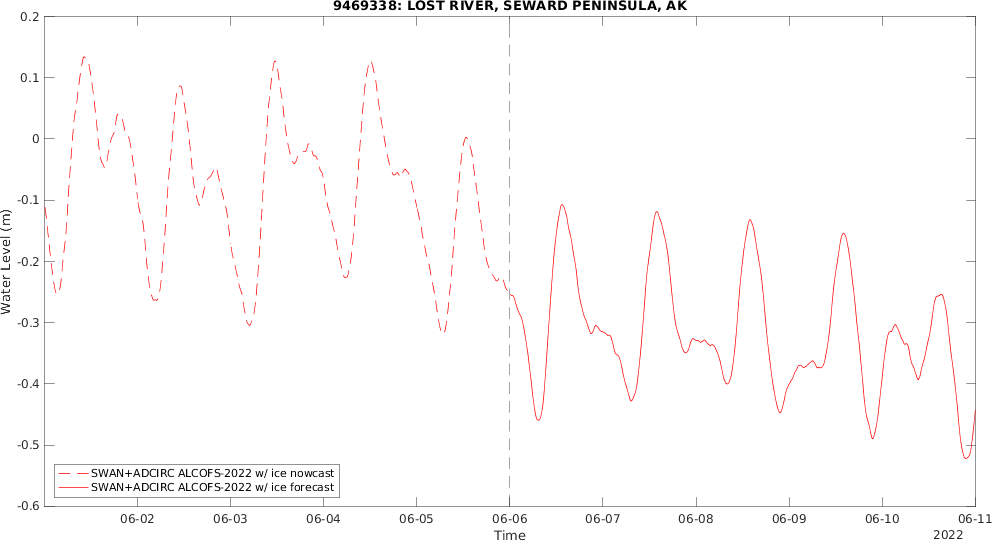 9469338: LOST RIVER, SEWARD PENINSULA, AK
0.2
0.1
0
-0.1
-0.2
-0.3
-0.4
-0.5
-0.6
Water Level (m)
SWAN+ADCIRC ALCOFS-2022 w/ ice nowcast
SWAN+ADCIRC ALCOFS-2022 w/ ice forecast
06-02 06-03 06-04 06-05 06-06 06-07 06-08 06-09 06-10 06-11
Time
2022